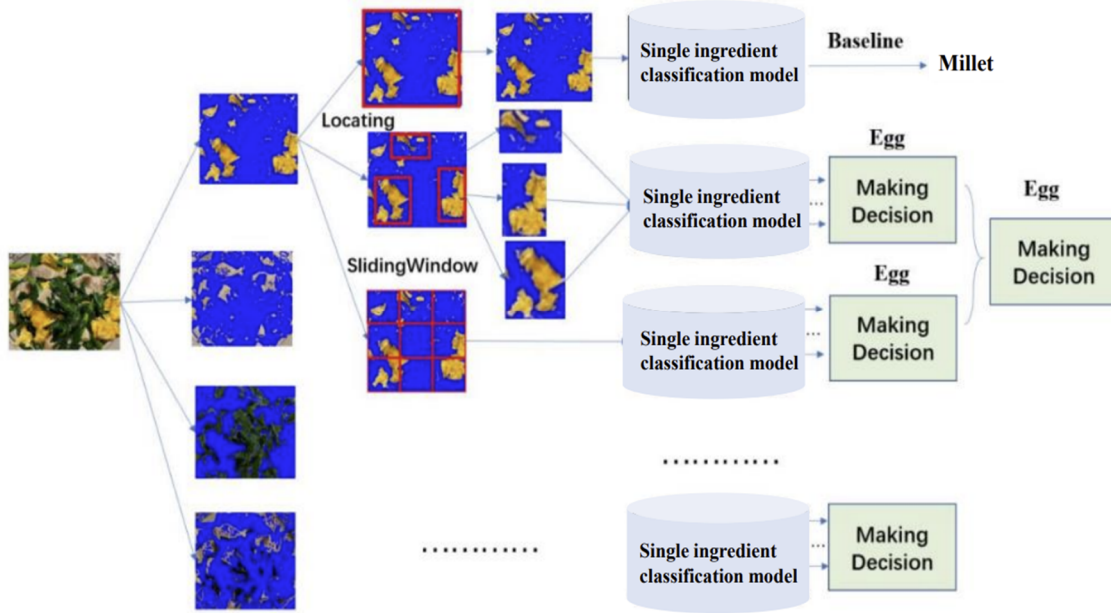 Single ingredient
classification model
Baseline
Millet
Locating
Single ingredient
classification model
...
Egg
Making
Decision
Egg
Making
Decision
SlidingWindow
Single ingredient
classification model
...
Egg
Making
Decision
............
............
Single ingredient
classification model
...
Making
Decision